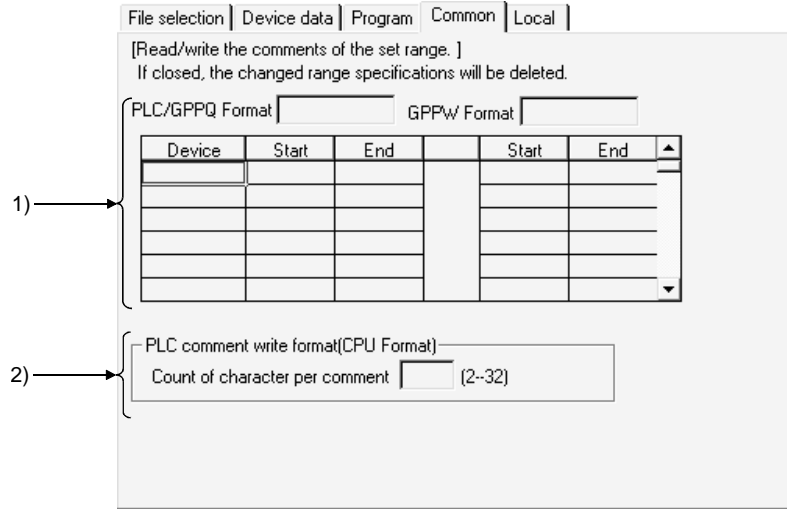 File selection Device data Program Common Local
[Read/write the comments of the set range. ]
If closed, the changed range specifications will be deleted.
PLC/GPPQ Format GPPW Format
Device Start End Start End
1)
PLC comment write format(CPU Format)
2)
Count of character per comment (2--32)